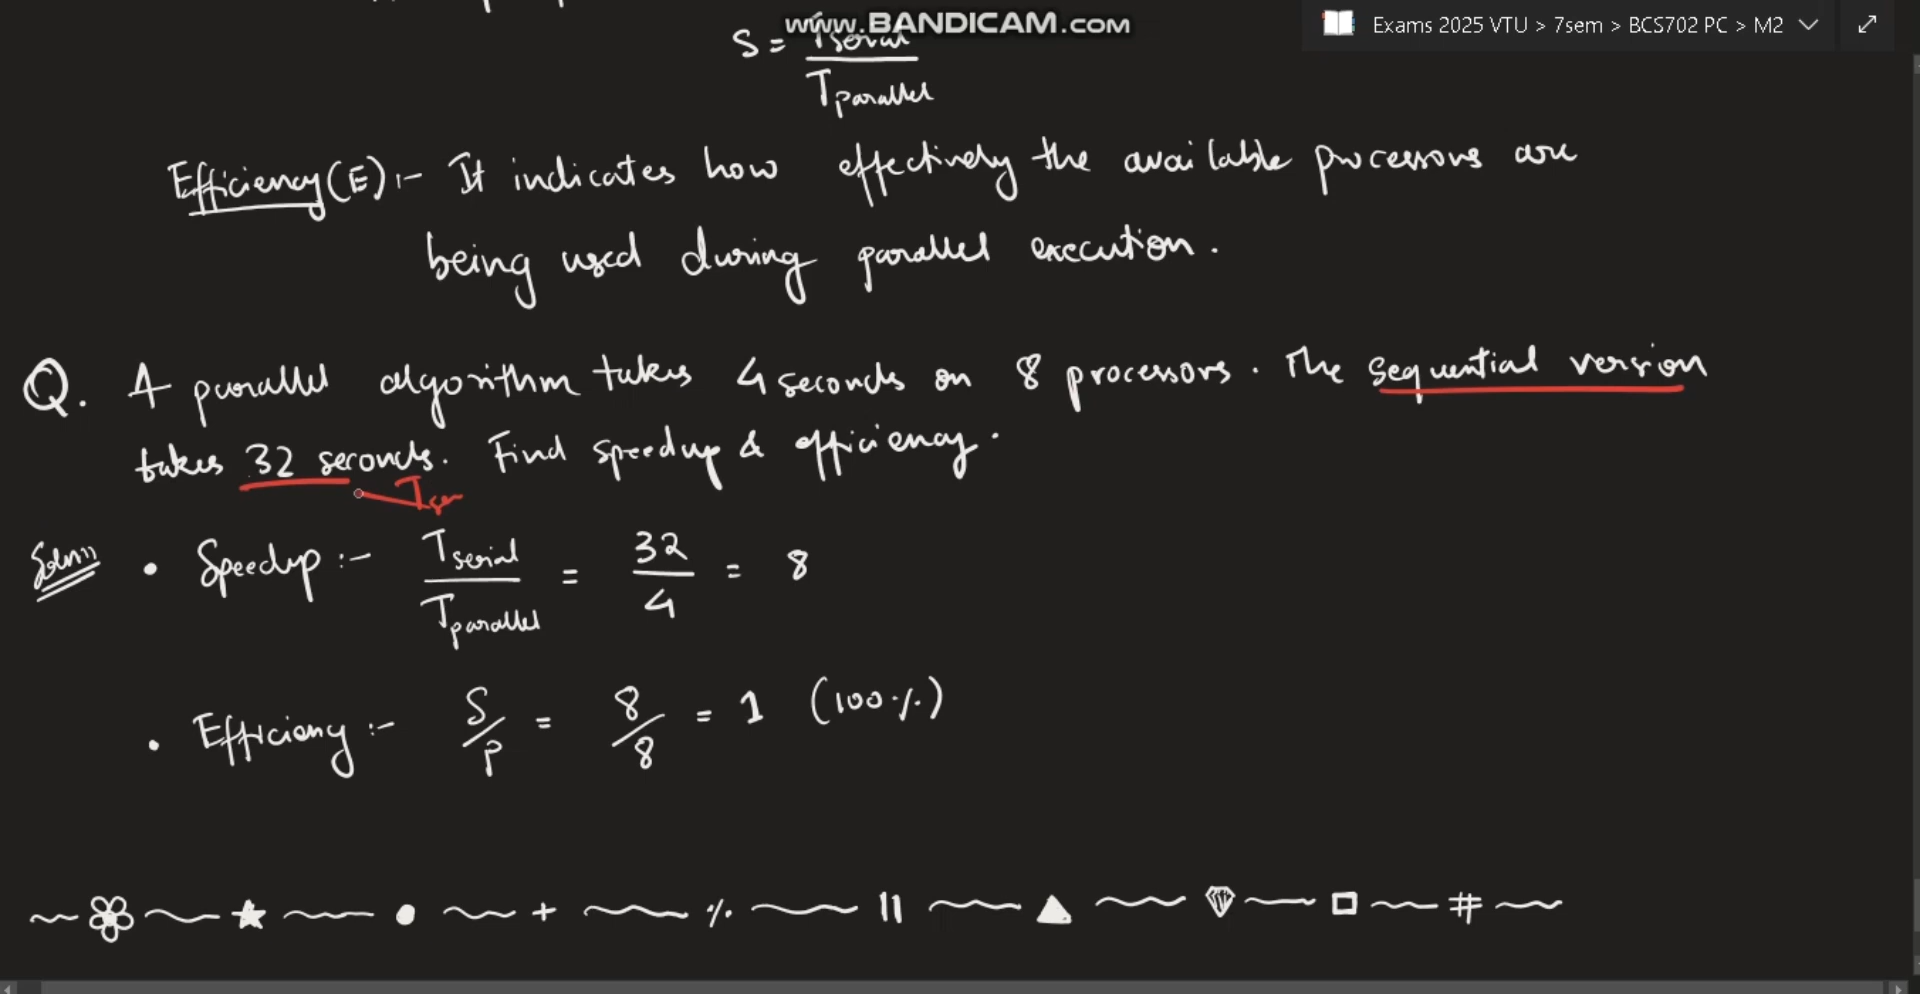 www.BANDICAM.com
Exams 2025 VTU > 7sem > BCS702 PC > M2
S = Tserial
Tparallel
Efficiency(E) :- It indicates how effectively the available processors are
being used during parallel execution.
Q. A parallel algorithm takes 4 seconds on 8 processors. The sequential version
takes 32 seconds. Find speedup & efficiency.
Tser
Soln
• Speedup :- Tserial / Tparallel = 32 / 4 = 8
• Efficiency :- S/P = 8/8 = 1 (100%)